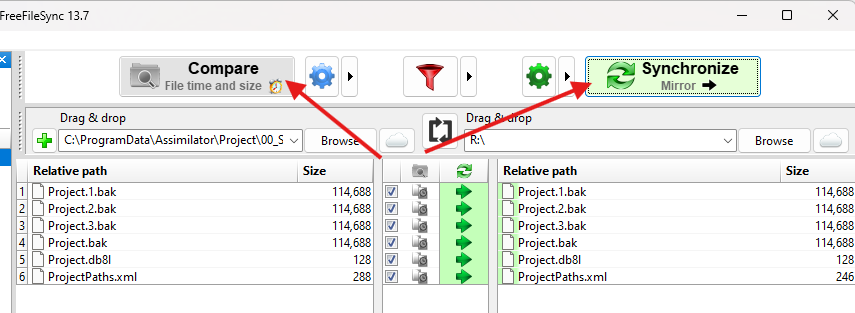 FreeFileSync 13.7
Compare
File time and size
Synchronize
Mirror
Drag & drop
Drag & drop
C:\ProgramData\Assimilator\Project\00_S
Browse
R:\
Browse
Relative path Size
Relative path Size
1 Project.1.bak 114,688 Project.1.bak 114,688
2 Project.2.bak 114,688 Project.2.bak 114,688
3 Project.3.bak 114,688 Project.3.bak 114,688
4 Project.bak 114,688 Project.bak 114,688
5 Project.db8l 128 Project.db8l 128
6 ProjectPaths.xml 288 ProjectPaths.xml 246